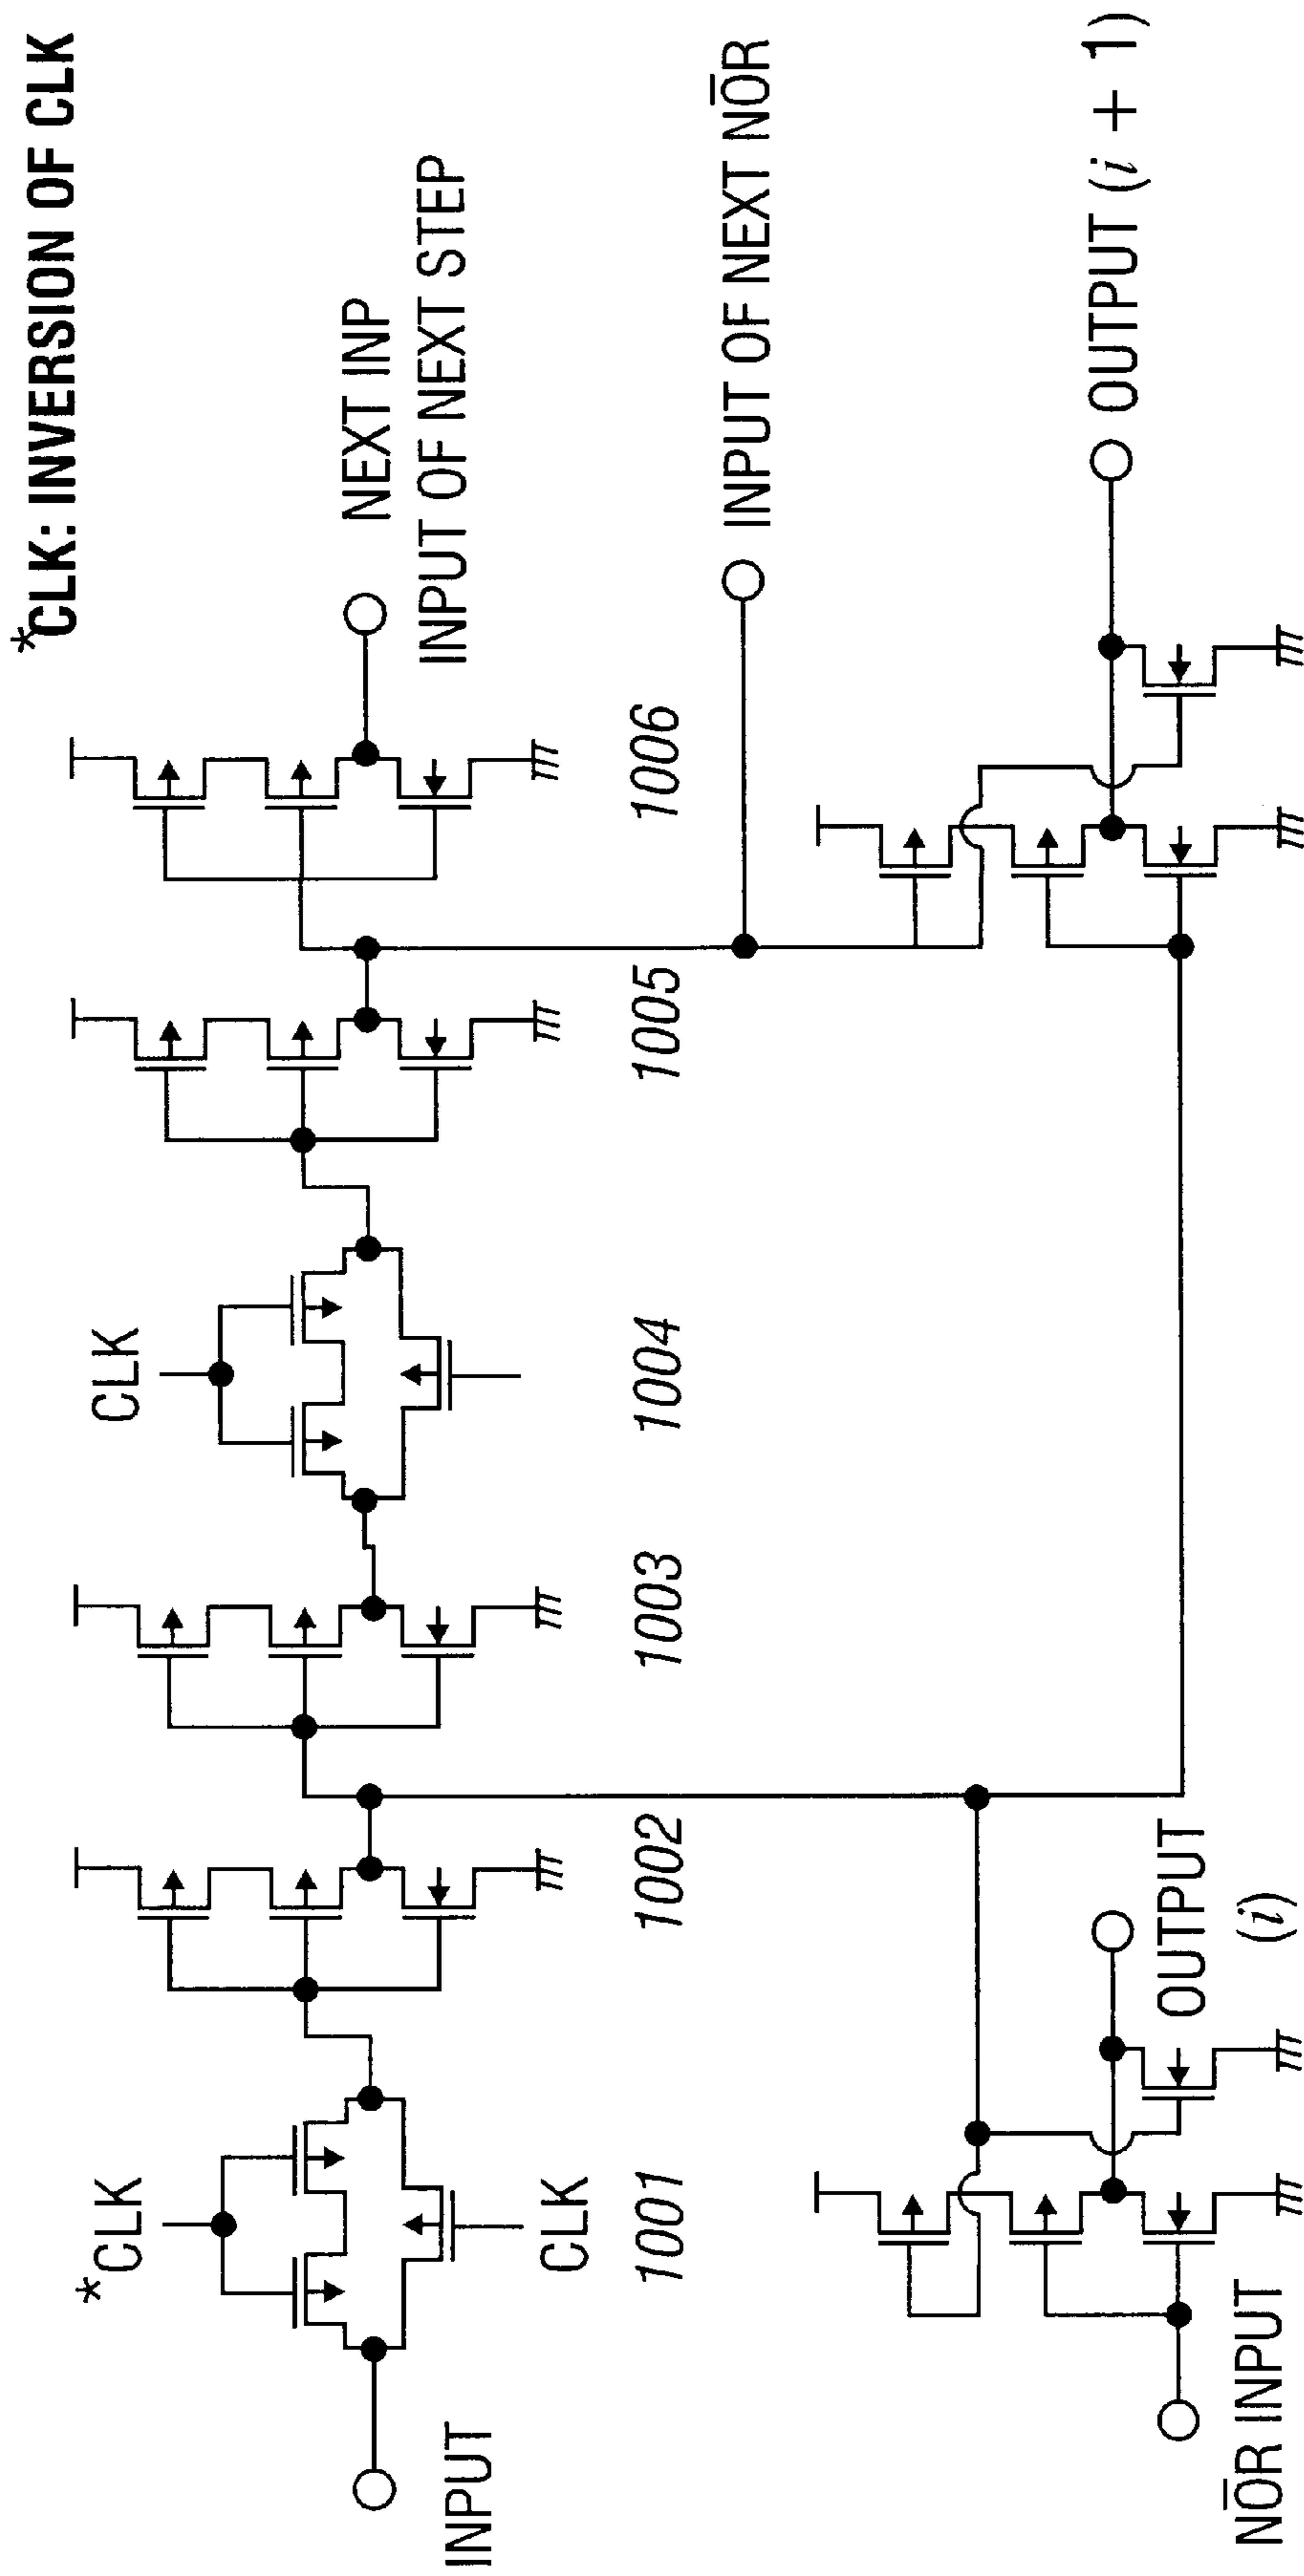 *CLK: INVERSION OF CLK
*CLK
CLK
CLK
NEXT INP
INPUT OF NEXT STEP
INPUT
1001
1002
1003
1004
1005
1006
INPUT OF NEXT NŌR
NŌR INPUT
OUTPUT
(i)
OUTPUT (i + 1)